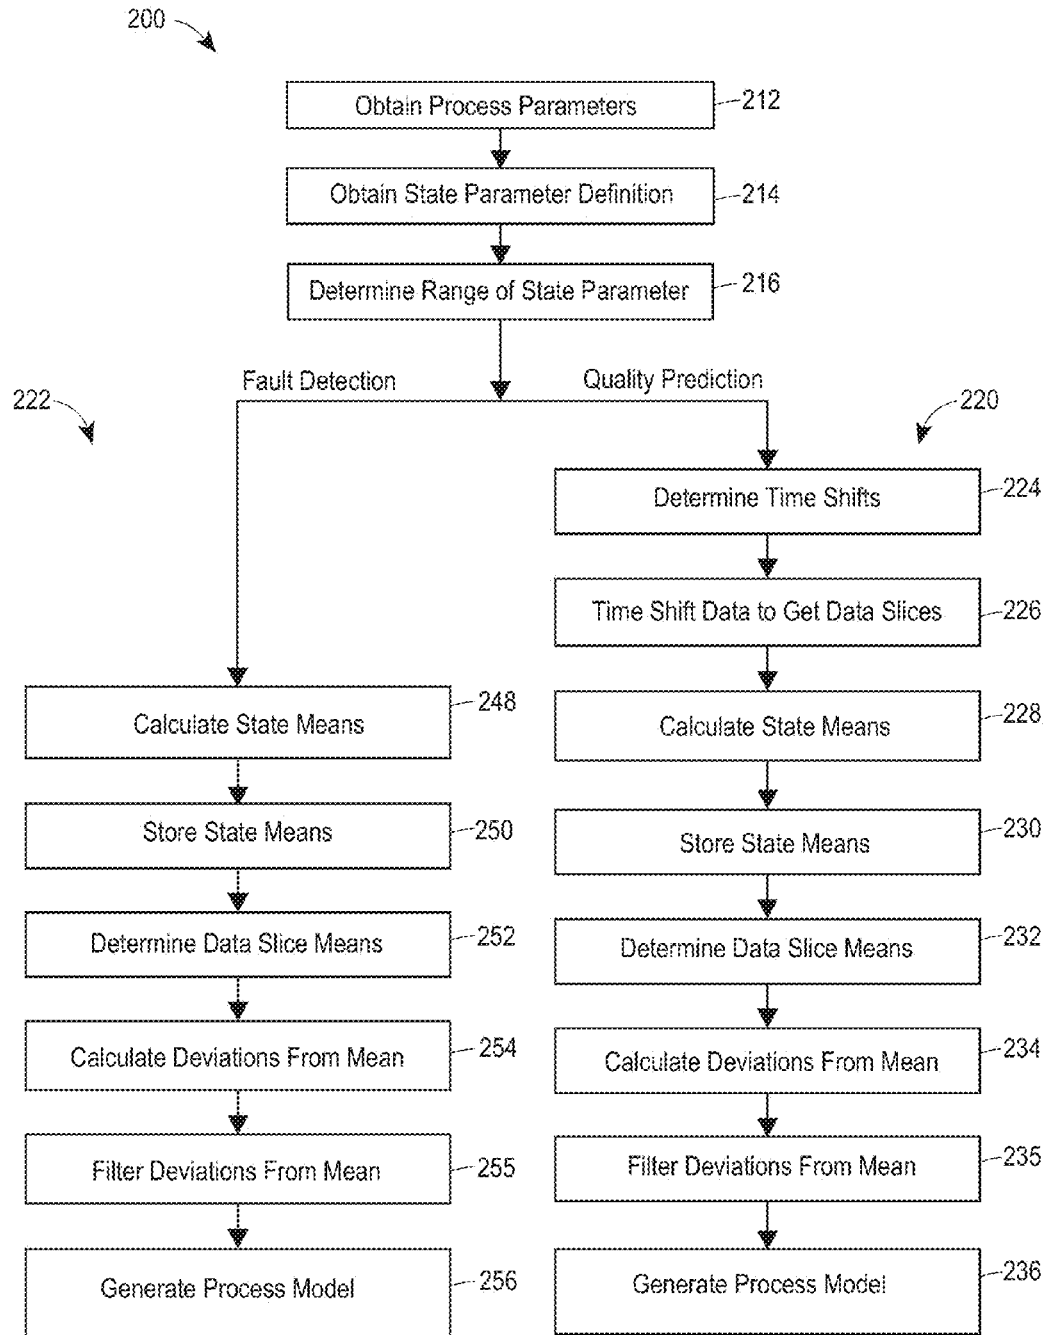 200
Obtain Process Parameters
212
Obtain State Parameter Definition
214
Determine Range of State Parameter
216
Fault Detection
Quality Prediction
222
220
Determine Time Shifts
224
Time Shift Data to Get Data Slices
226
Calculate State Means
248
Calculate State Means
228
Store State Means
250
Store State Means
230
Determine Data Slice Means
252
Determine Data Slice Means
232
Calculate Deviations From Mean
254
Calculate Deviations From Mean
234
Filter Deviations From Mean
255
Filter Deviations From Mean
235
Generate Process Model
256
Generate Process Model
236